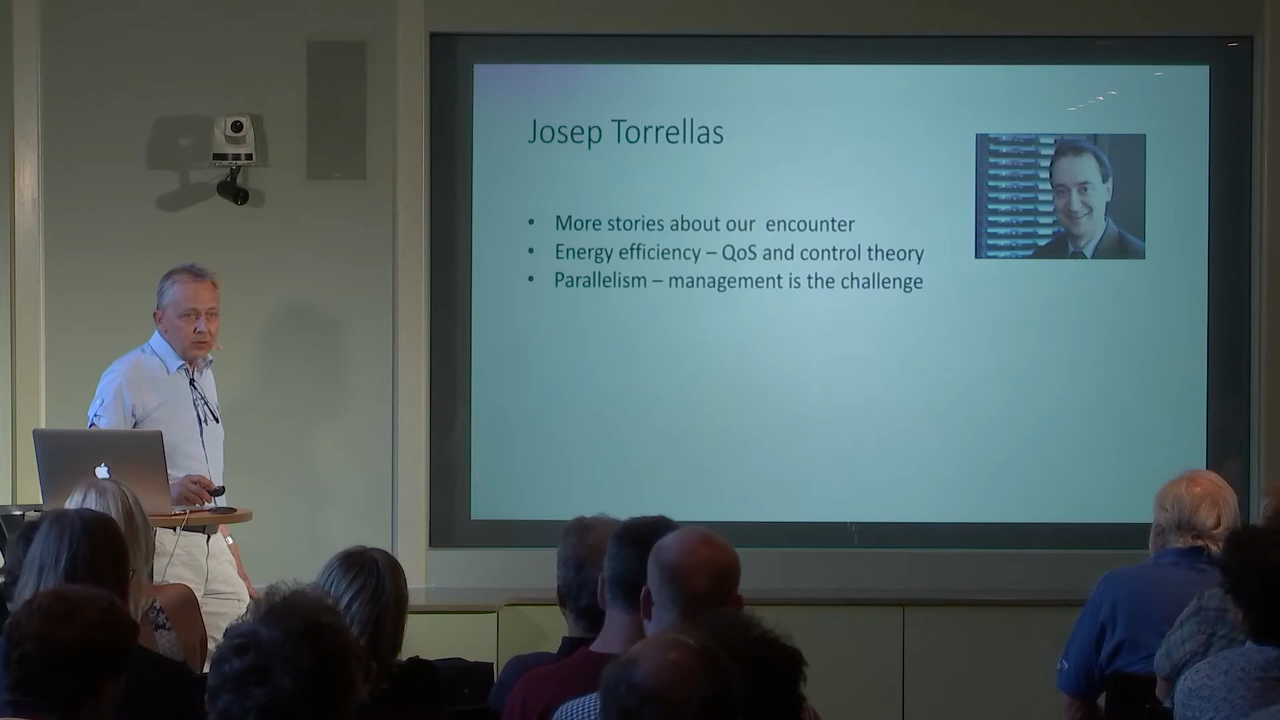 Josep Torrellas
• More stories about our encounter
• Energy efficiency – QoS and control theory
• Parallelism – management is the challenge